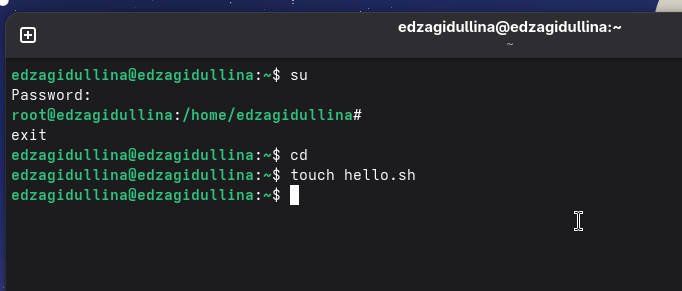 edzagidullina@edzagidullina:~
~
edzagidullina@edzagidullina:~$ su
Password:
root@edzagidullina:/home/edzagidullina#
exit
edzagidullina@edzagidullina:~$ cd
edzagidullina@edzagidullina:~$ touch hello.sh
edzagidullina@edzagidullina:~$